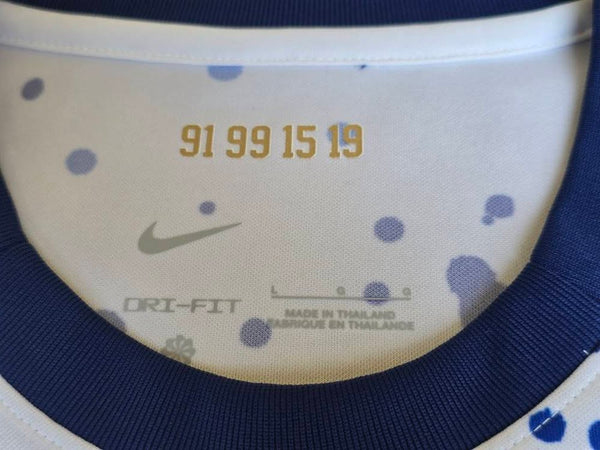 91 99 15 19
DRI-FIT
L G G
MADE IN THAILAND
FABRIQUE EN THAILANDE